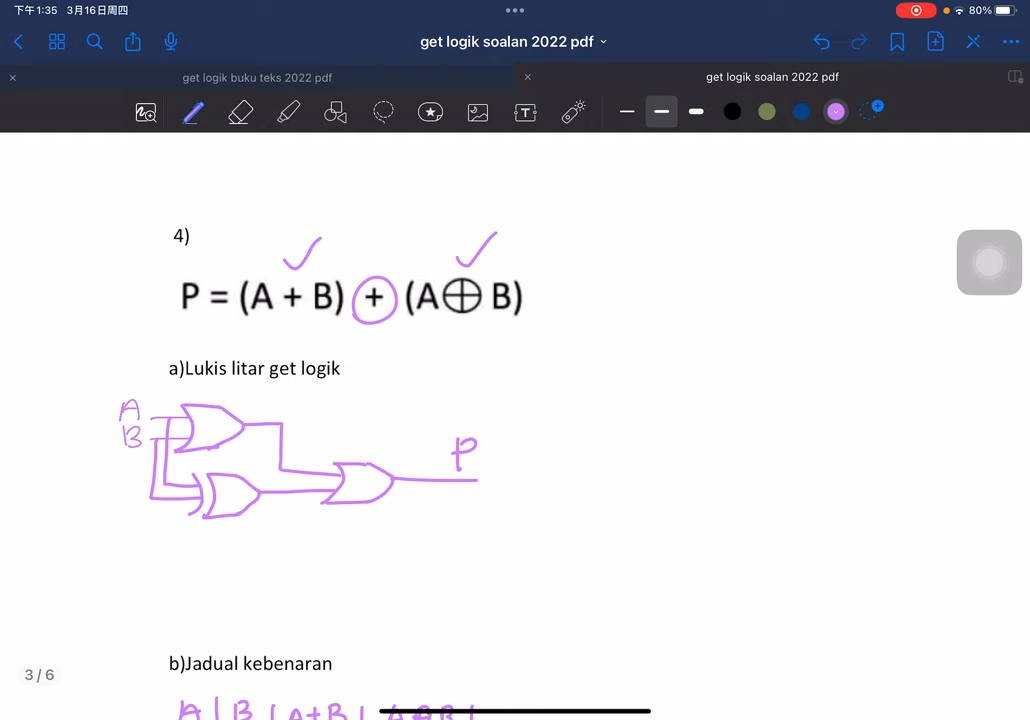 下午1:35 3月16日周四 80%
get logik soalan 2022 pdf
get logik buku teks 2022 pdf
get logik soalan 2022 pdf
4)
P = (A + B) + (A ⊕ B)
a)Lukis litar get logik
A
B
P
b)Jadual kebenaran
3 / 6
A | B | A+B | A⊕B |